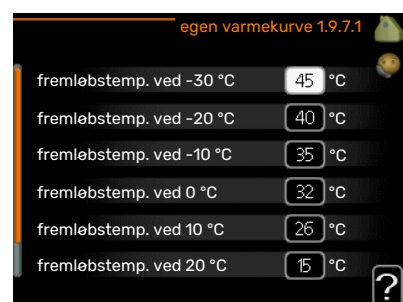 egen varmekurve 1.9.7.1
fremløbstemp. ved -30 °C 45 °C
fremløbstemp. ved -20 °C 40 °C
fremløbstemp. ved -10 °C 35 °C
fremløbstemp. ved 0 °C 32 °C
fremløbstemp. ved 10 °C 26 °C
fremløbstemp. ved 20 °C 15 °C
?